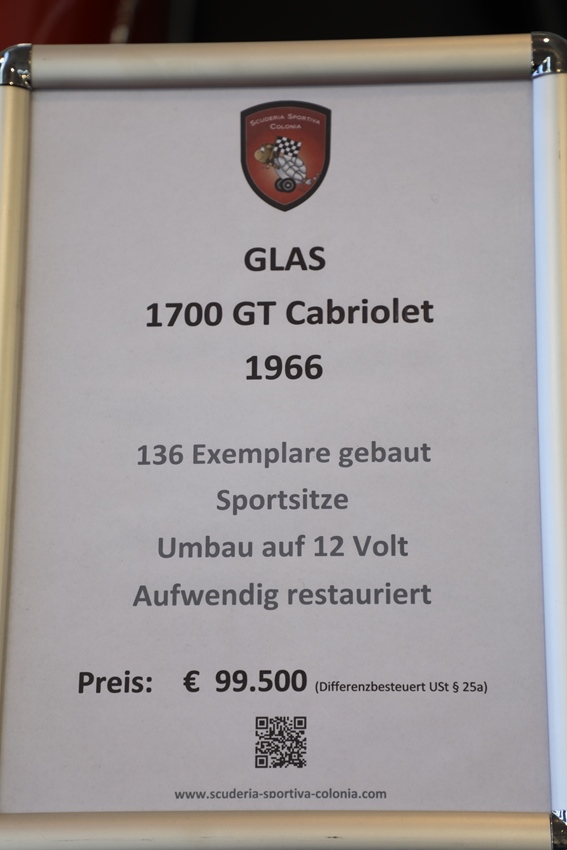 SCUDERIA SPORTIVA
COLONIA
GLAS
1700 GT Cabriolet
1966
136 Exemplare gebaut
Sportsitze
Umbau auf 12 Volt
Aufwendig restauriert
Preis: € 99.500 (Differenzbesteuert USt § 25a)
www.scuderia-sportiva-colonia.com